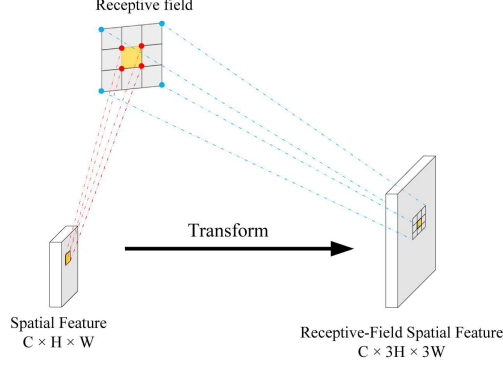 Receptive field
Transform
Spatial Feature
C × H × W
Receptive-Field Spatial Feature
C × 3H × 3W